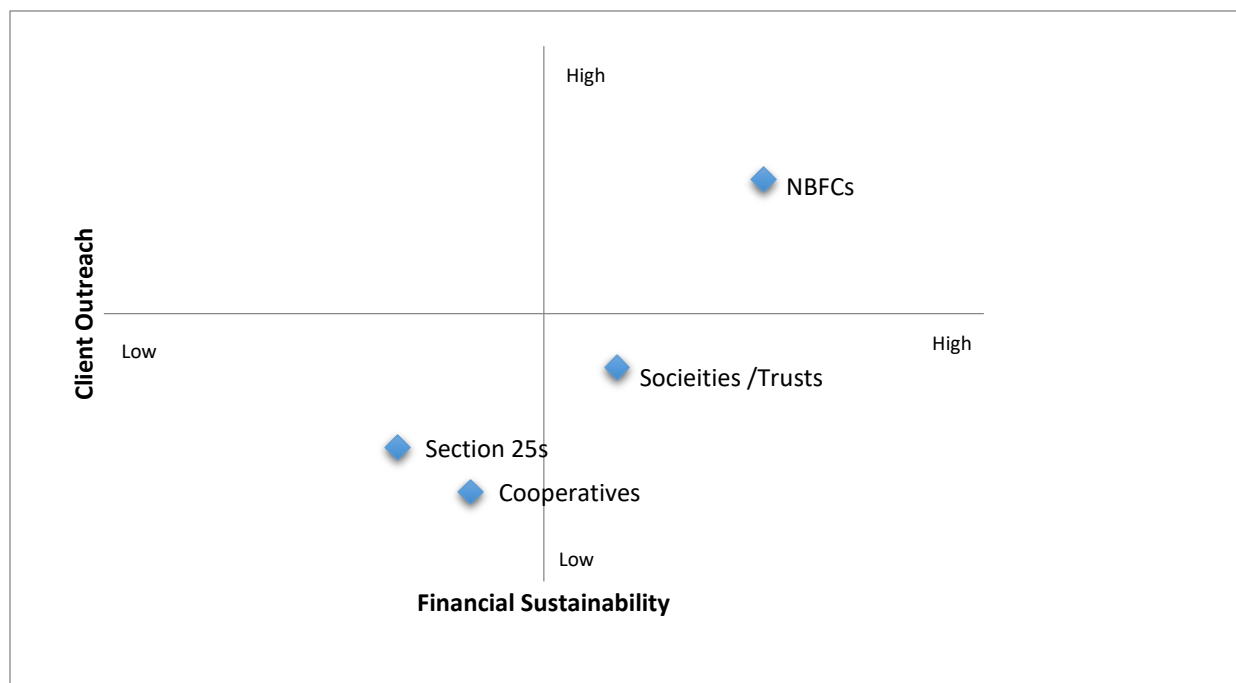 High
NBFCs
Client Outreach
Low
High
Socieities /Trusts
Section 25s
Cooperatives
Low
Financial Sustainability